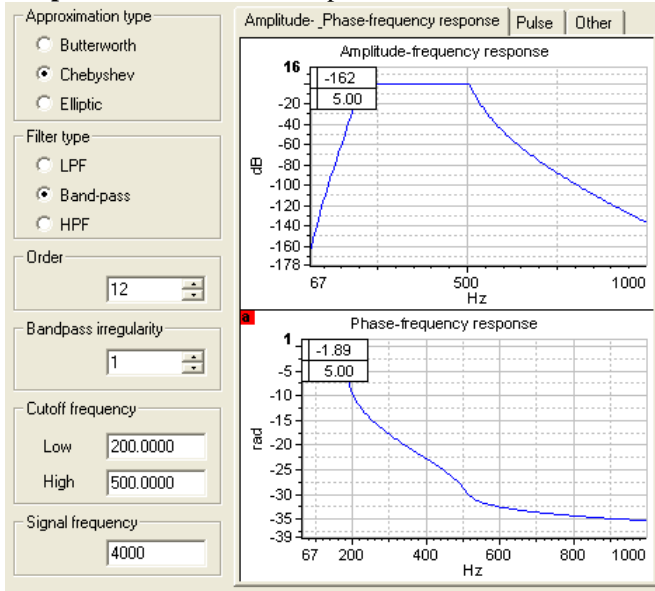 Approximation type
Butterworth
Chebyshev
Elliptic
Filter type
LPF
Band-pass
HPF
Order
12
Bandpass irregularity
1
Cutoff frequency
Low 200.0000
High 500.0000
Signal frequency
4000
Amplitude- _Phase-frequency response Pulse Other
Amplitude-frequency response
16
-162
5.00
-20
-40
-60
-80
-100
-120
-140
-160
-178
dB
67 500 1000
Hz
a
Phase-frequency response
1
-1.89
5.00
-5
-10
-15
-20
-25
-30
-35
-39
rad
67 200 400 600 800 1000
Hz